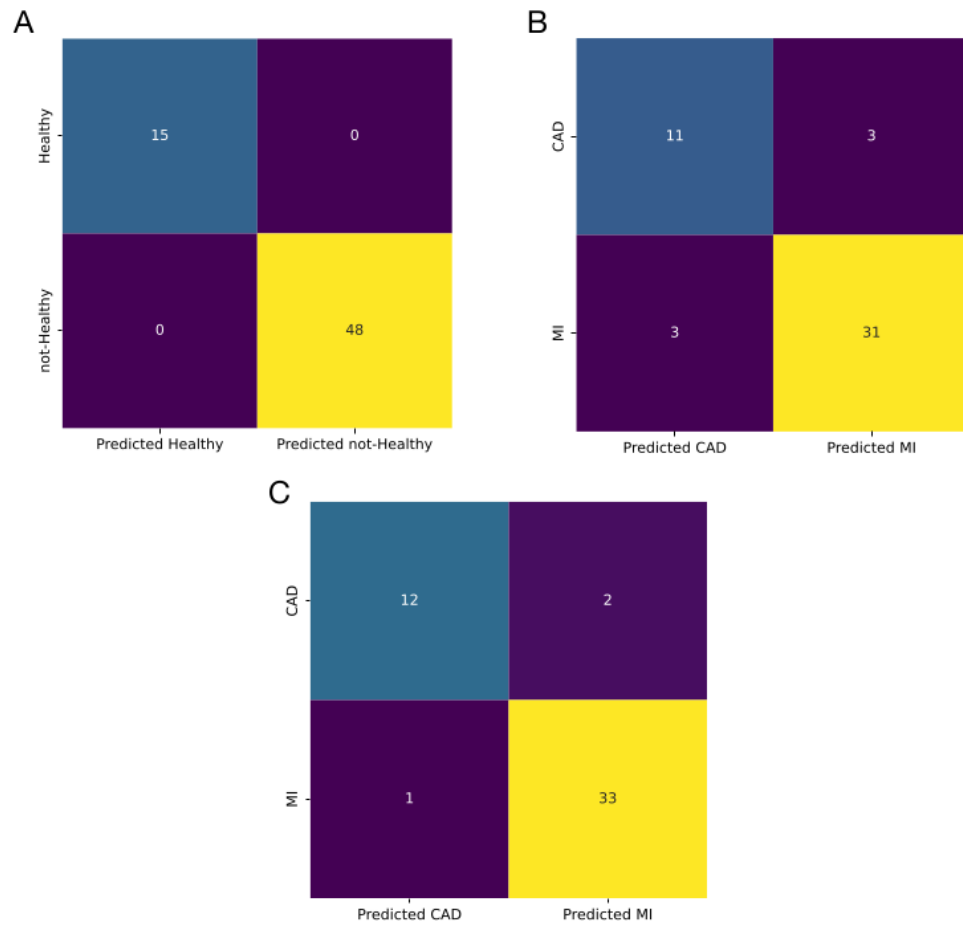 A
Healthy
15
0
not-Healthy
0
48
Predicted Healthy
Predicted not-Healthy
B
CAD
11
3
MI
3
31
Predicted CAD
Predicted MI
C
CAD
12
2
MI
1
33
Predicted CAD
Predicted MI